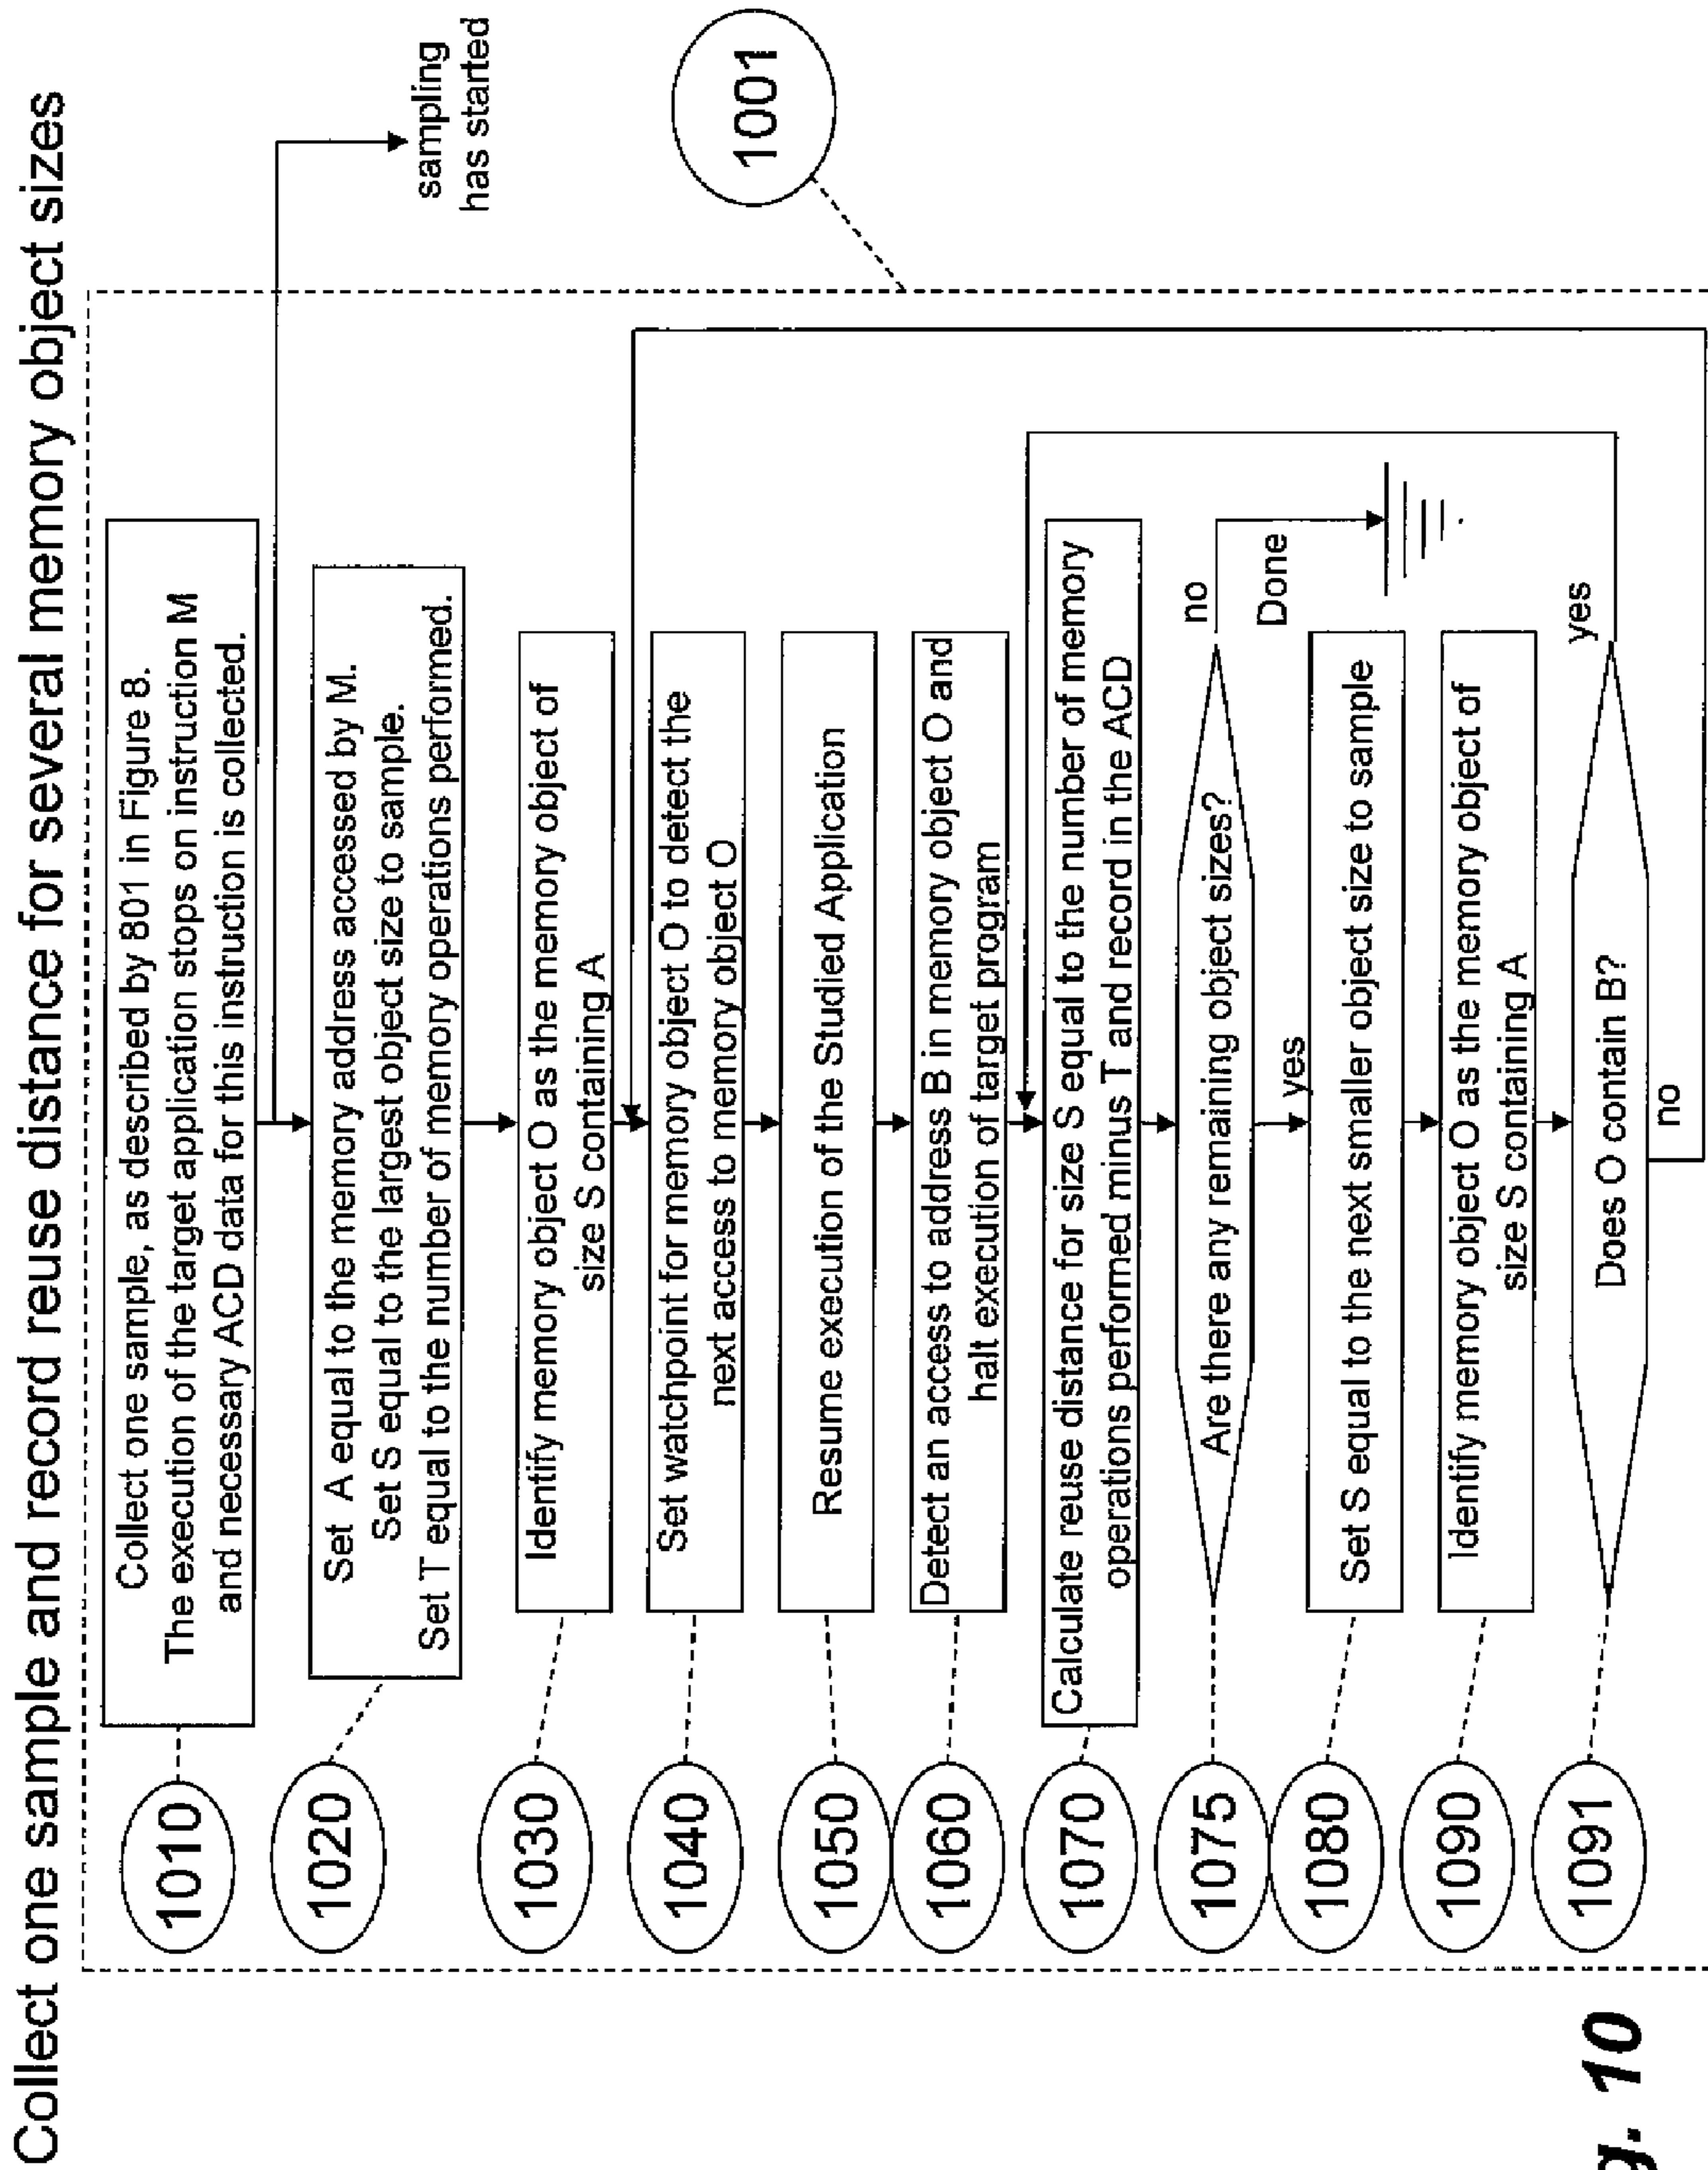 Collect one sample and record reuse distance for several memory object sizes
1010
Collect one sample, as described by 801 in Figure 8.
The execution of the target application stops on instruction M
and necessary ACD data for this instruction is collected.
sampling
has started
1001
1020
Set A equal to the memory address accessed by M.
Set S equal to the largest object size to sample.
Set T equal to the number of memory operations performed.
1030
Identify memory object O as the memory object of
size S containing A
1040
Set watchpoint for memory object O to detect the
next access to memory object O
1050
Resume execution of the Studied Application
1060
Detect an access to address B in memory object O and
halt execution of target program
1070
Calculate reuse distance for size S equal to the number of memory
operations performed minus T and record in the ACD
1075
Are there any remaining object sizes?
no
Done
yes
1080
Set S equal to the next smaller object size to sample
1090
Identify memory object O as the memory object of
size S containing A
1091
Does O contain B?
yes
no
g. 10